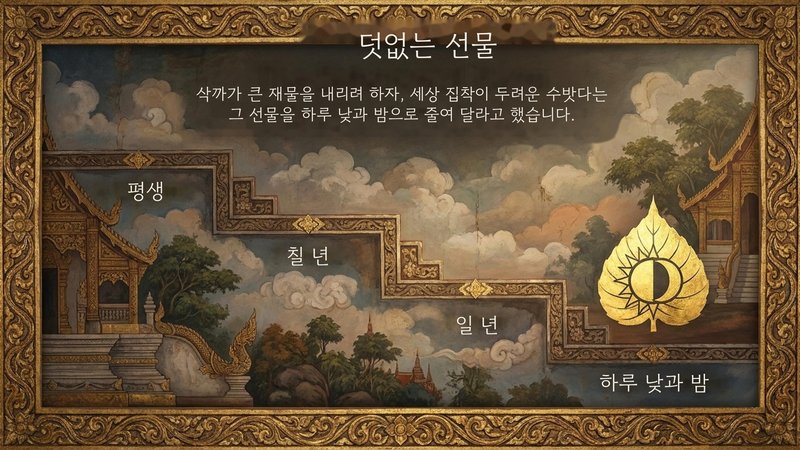 덧없는 선물
삭까가 큰 재물을 내리려 하자, 세상 집착이 두려운 수밧다는
그 선물을 하루 낮과 밤으로 줄여 달라고 했습니다.
평생
칠 년
일 년
하루 낮과 밤